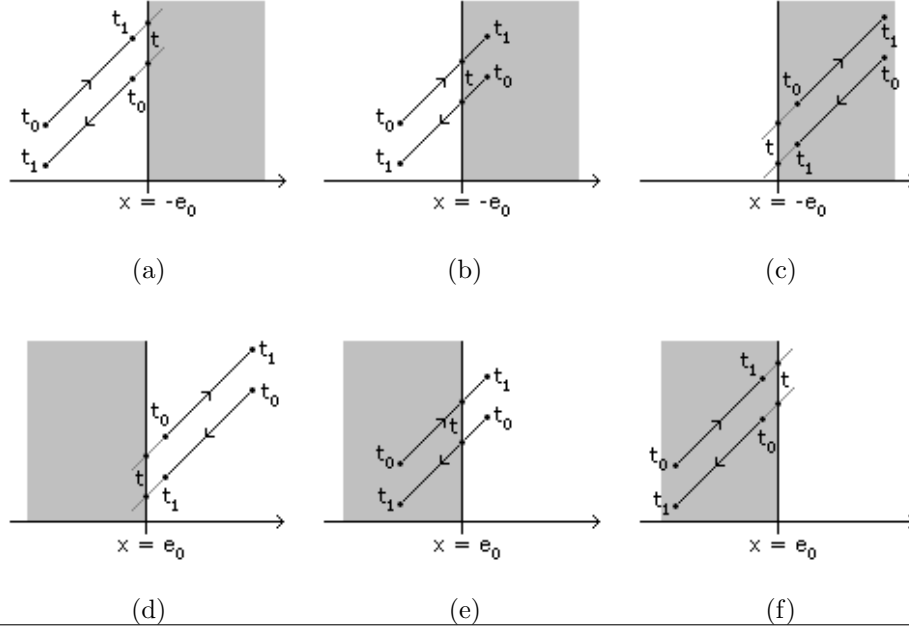 t₁ t t₀ t₀ t₁
x = -e₀
(a)
t₁ t₀ t t₀ t₁
x = -e₀
(b)
t₁ t₀ t₀ t t₁
x = -e₀
(c)
t₁ t₀ t₀ t t₁
x = e₀
(d)
t₁ t₀ t t₀ t₁
x = e₀
(e)
t₁ t t₀ t₀ t₁
x = e₀
(f)